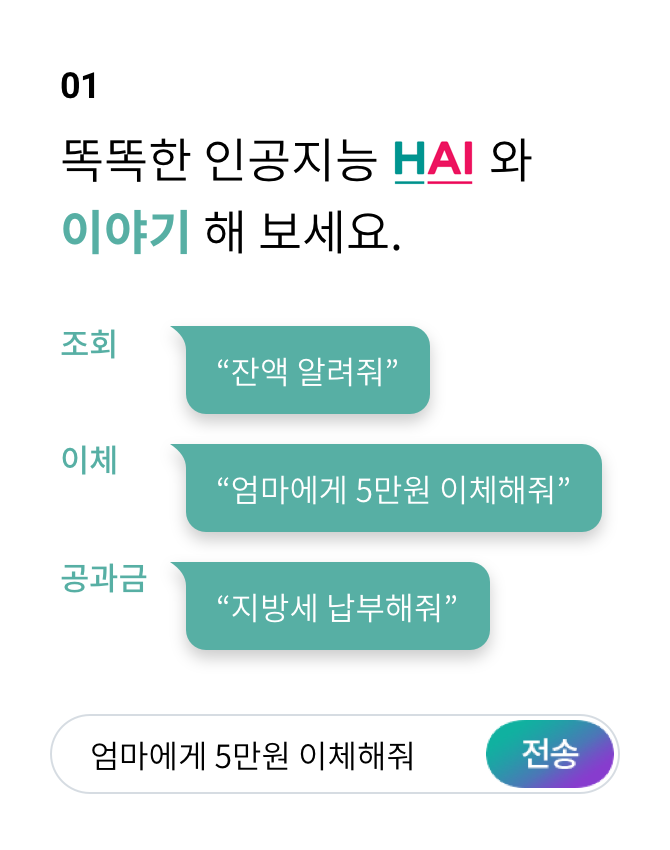 01
똑똑한 인공지능 HAI 와
이야기 해 보세요.
조회
“잔액 알려줘”
이체
“엄마에게 5만원 이체해줘”
공과금
“지방세 납부해줘”
엄마에게 5만원 이체해줘
전송